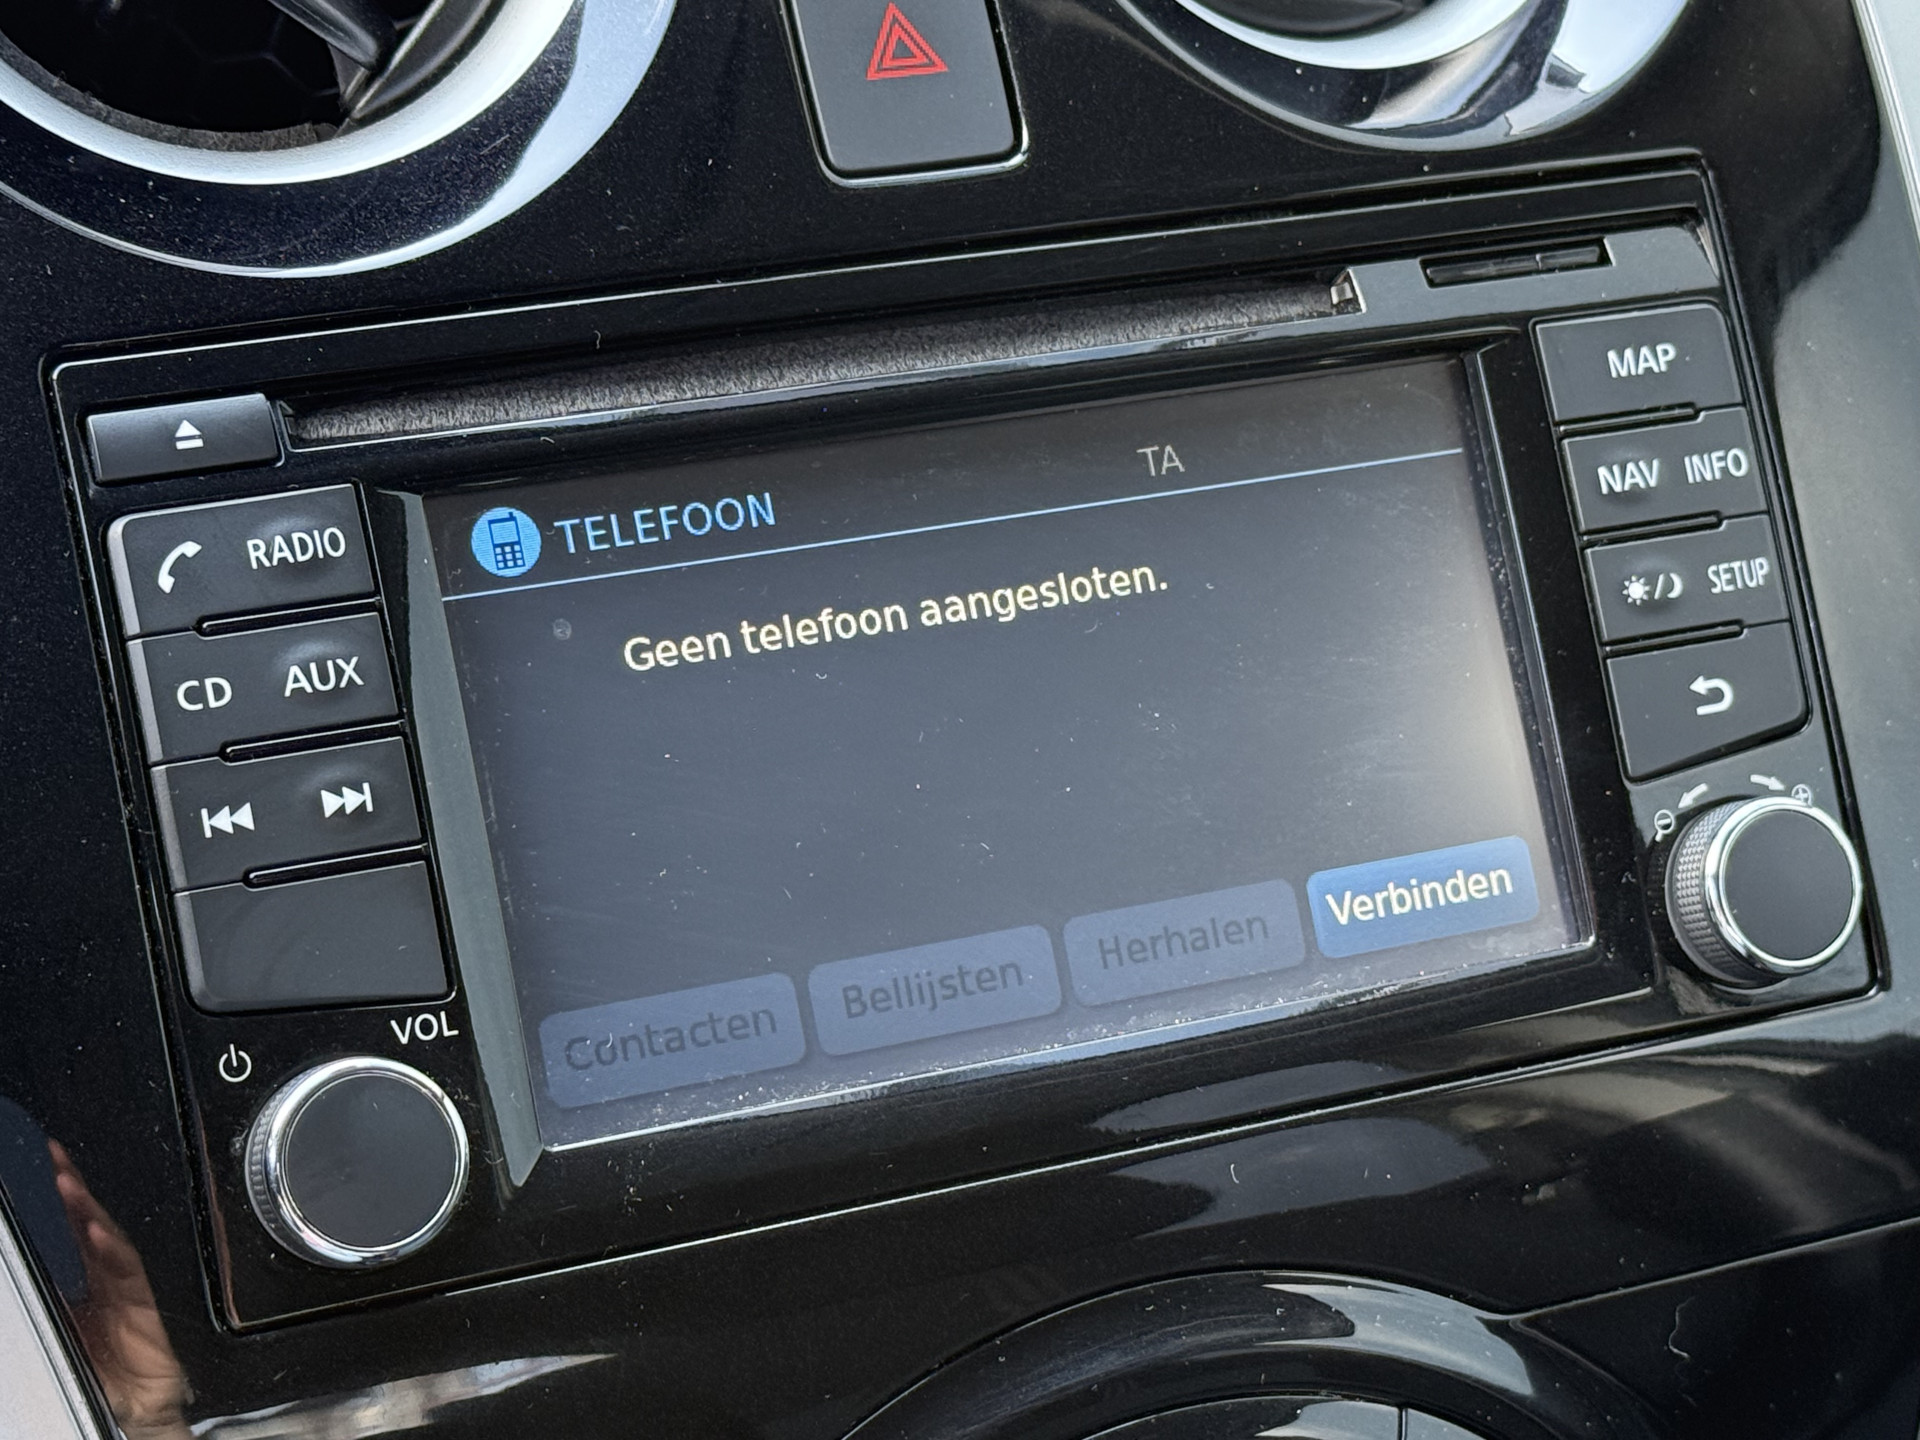 MAP
TA
NAV INFO
TELEFOON
RADIO
SETUP
Geen telefoon aangesloten.
CD AUX
Verbinden
Herhalen
Bellijsten
Contacten
VOL